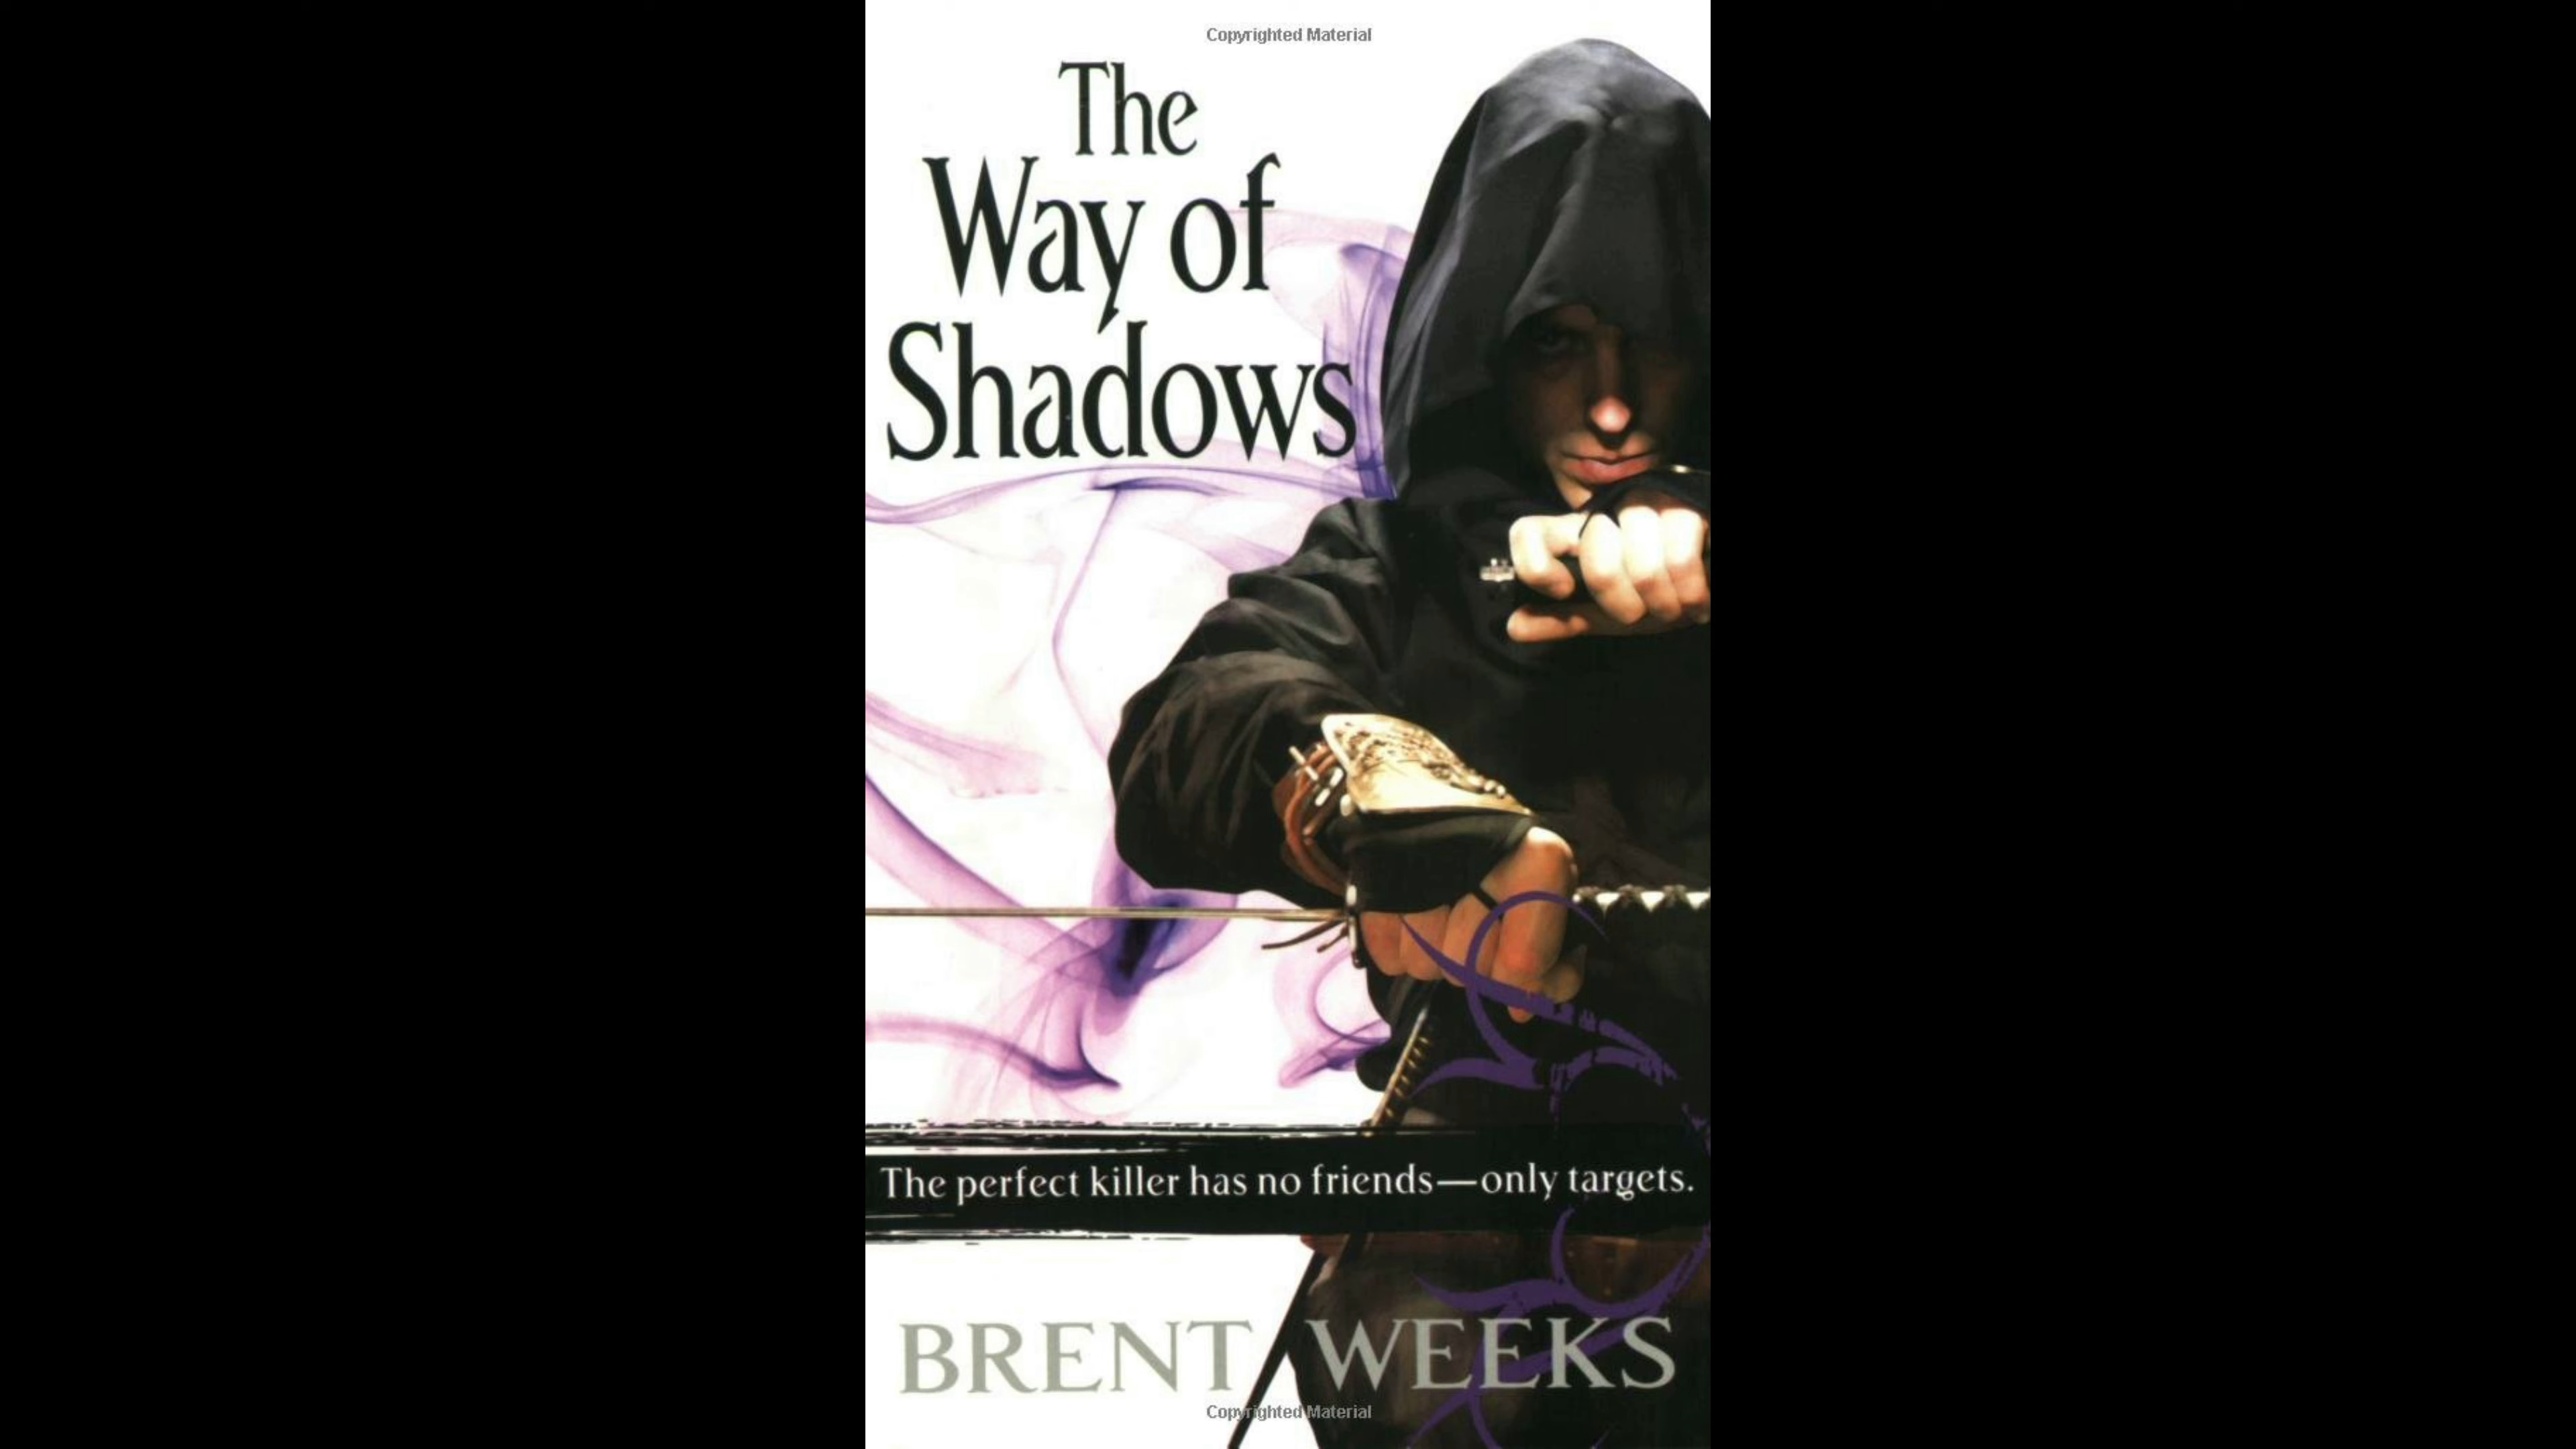 Copyrighted Material
The
Way of
Shadows
The perfect killer has no friends—only targets.
BRENT WEEKS
Copyrighted Material